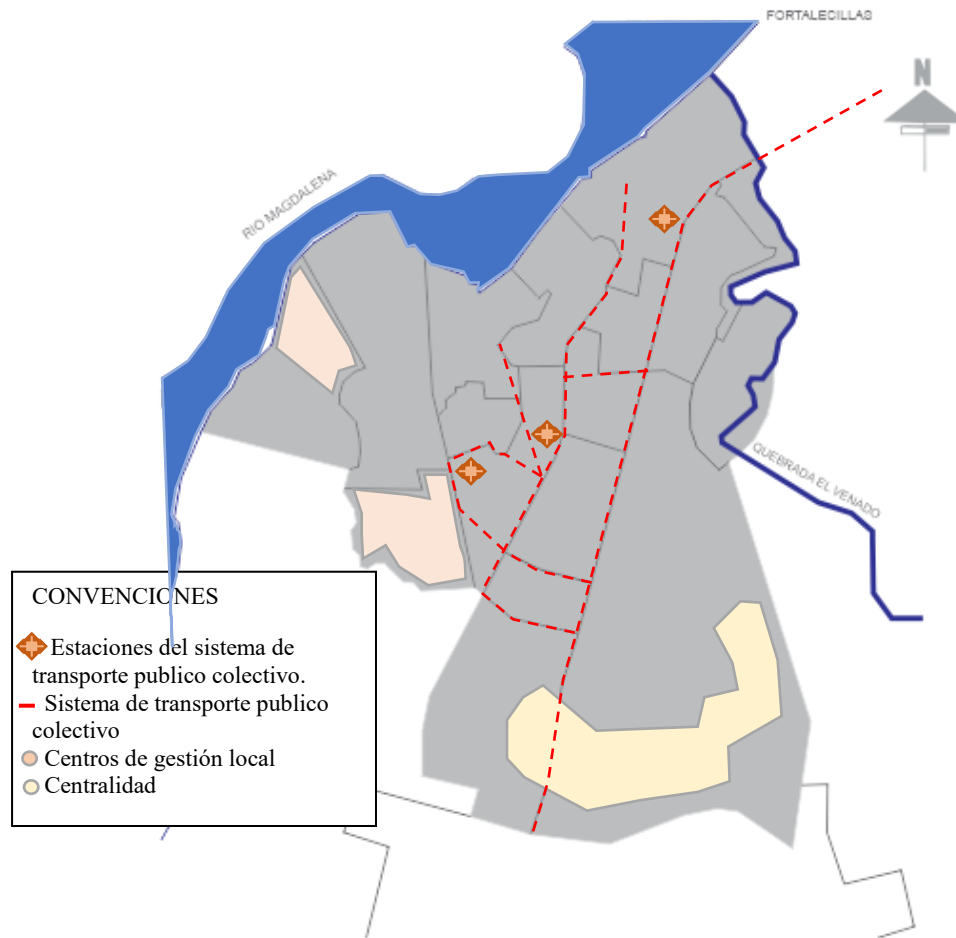 FORTALECILLAS
N
RIO MAGDALENA
QUEBRADA EL VENADO
CONVENCIONES
Estaciones del sistema de
transporte publico colectivo.
Sistema de transporte publico
colectivo
Centros de gestión local
Centralidad